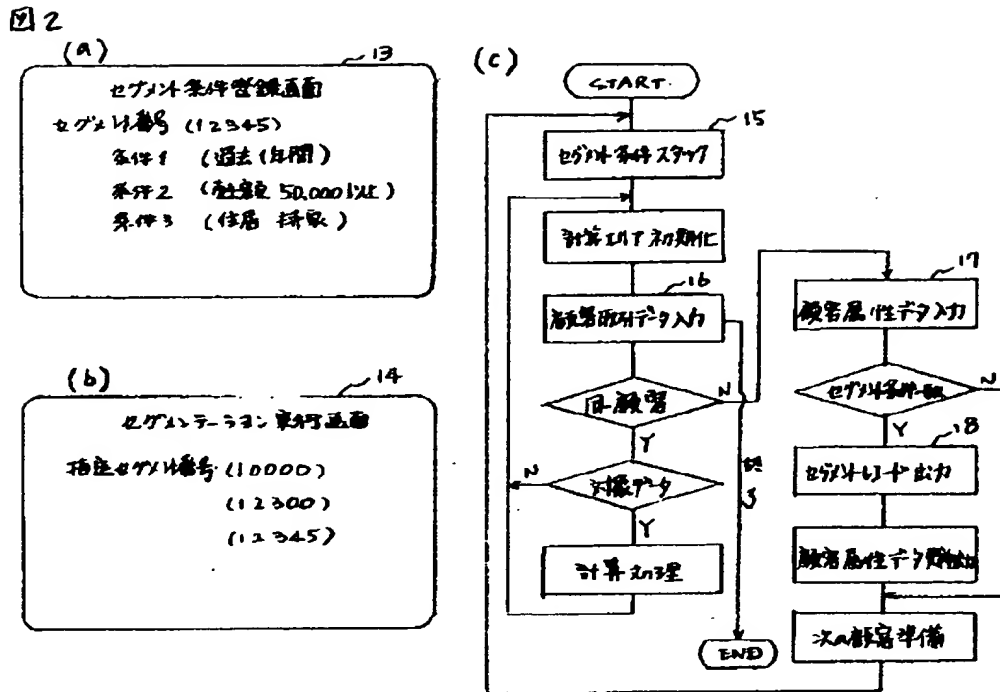 図2
(a)
13
セグメント条件登録画面
セグメント番号 (12345)
条件1 (過去1年間)
条件2 (売上額 50,000以上)
条件3 (住居 持家)
(b)
14
セグメンテーション実行画面
指定セグメント番号 (10000)
(12300)
(12345)
(c)
START
15
セグメント条件スタック
計算エリア初期化
16
顧客取引データ入力
同一顧客
N
Y
対象データ
N
Y
計算処理
終了
END
17
顧客属性データ入力
セグメント条件一致
N
Y
18
セグメントレコード出力
顧客属性データ
次の顧客準備